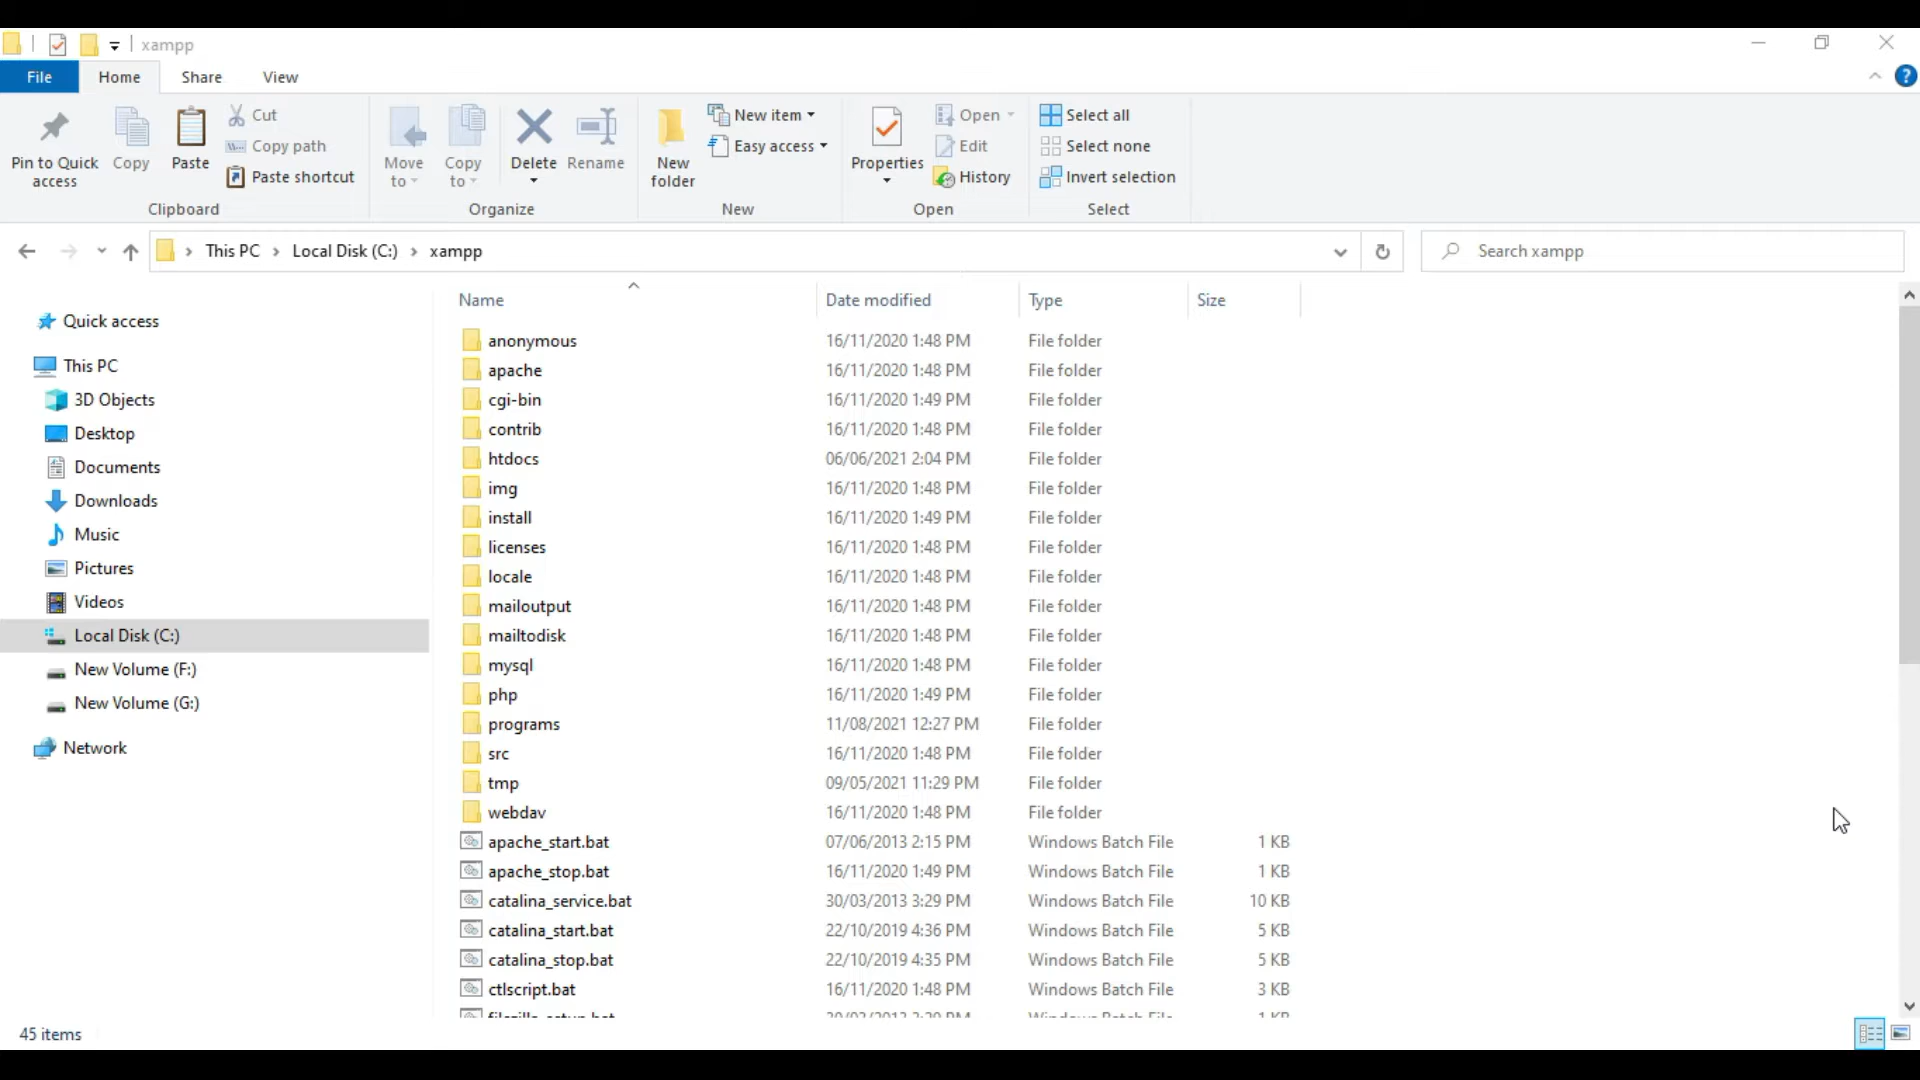 xampp
File Home Share View
Pin to Quick access
Copy
Paste
Cut
Copy path
Paste shortcut
Clipboard
Move to
Copy to
Delete
Rename
Organize
New folder
New item
Easy access
New
Properties
Open
Edit
History
Open
Select all
Select none
Invert selection
Select
This PC › Local Disk (C:) › xampp
Search xampp
Quick access
This PC
3D Objects
Desktop
Documents
Downloads
Music
Pictures
Videos
Local Disk (C:)
New Volume (F:)
New Volume (G:)
Network
Name Date modified Type Size
anonymous 16/11/2020 1:48 PM File folder
apache 16/11/2020 1:48 PM File folder
cgi-bin 16/11/2020 1:49 PM File folder
contrib 16/11/2020 1:48 PM File folder
htdocs 06/06/2021 2:04 PM File folder
img 16/11/2020 1:48 PM File folder
install 16/11/2020 1:49 PM File folder
licenses 16/11/2020 1:48 PM File folder
locale 16/11/2020 1:48 PM File folder
mailoutput 16/11/2020 1:48 PM File folder
mailtodisk 16/11/2020 1:48 PM File folder
mysql 16/11/2020 1:48 PM File folder
php 16/11/2020 1:49 PM File folder
programs 11/08/2021 12:27 PM File folder
src 16/11/2020 1:48 PM File folder
tmp 09/05/2021 11:29 PM File folder
webdav 16/11/2020 1:48 PM File folder
apache_start.bat 07/06/2013 2:15 PM Windows Batch File 1 KB
apache_stop.bat 16/11/2020 1:49 PM Windows Batch File 1 KB
catalina_service.bat 30/03/2013 3:29 PM Windows Batch File 10 KB
catalina_start.bat 22/10/2019 4:36 PM Windows Batch File 5 KB
catalina_stop.bat 22/10/2019 4:35 PM Windows Batch File 5 KB
ctlscript.bat 16/11/2020 1:48 PM Windows Batch File 3 KB
45 items